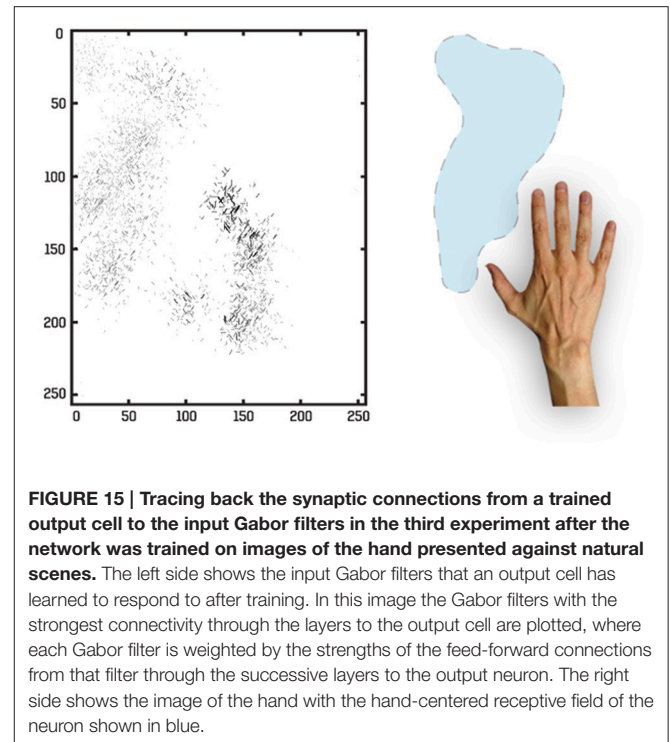 0
50
100
150
200
250
0 50 100 150 200 250
FIGURE 15 | Tracing back the synaptic connections from a trained
output cell to the input Gabor filters in the third experiment after the
network was trained on images of the hand presented against natural
scenes. The left side shows the input Gabor filters that an output cell has
learned to respond to after training. In this image the Gabor filters with the
strongest connectivity through the layers to the output cell are plotted, where
each Gabor filter is weighted by the strengths of the feed-forward connections
from that filter through the successive layers to the output neuron. The right
side shows the image of the hand with the hand-centered receptive field of the
neuron shown in blue.